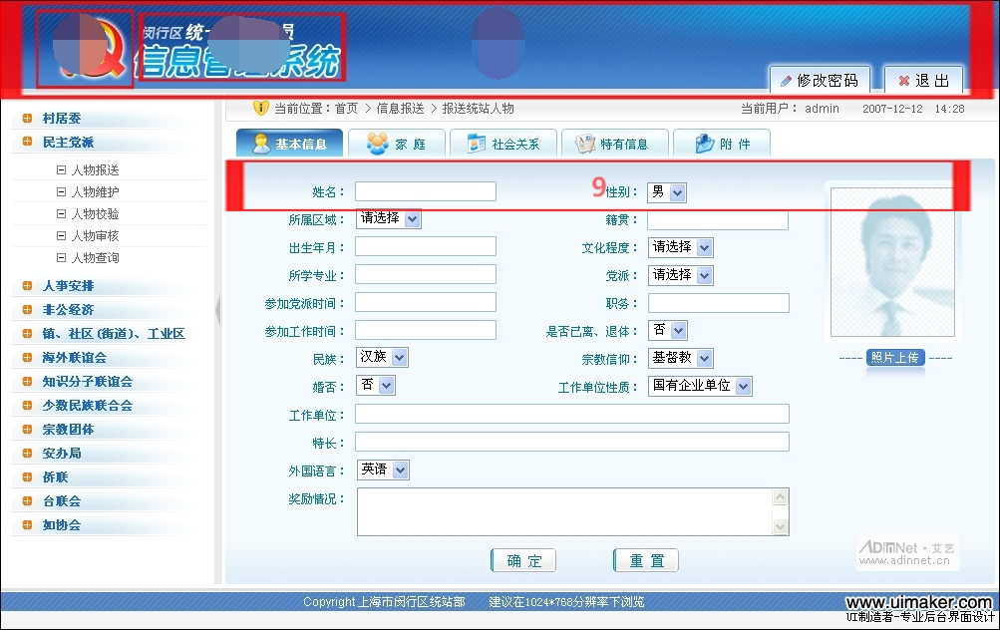 闵行区 统一 员
信息管理系统
修改密码 退 出
当前位置：首页 > 信息报送 > 报送统站人物 当前用户： admin 2007-12-12 14:28
村居委
民主党派
人物报送
人物维护
人物校验
人物审核
人物查询
人事安排
非公经济
镇、社区(街道)、工业区
海外联谊会
知识分子联谊会
少数民族联合会
宗教团体
安办局
侨联
台联会
如协会
基本信息 家 庭 社会关系 特有信息 附 件
姓名： 9 性别： 男
所属区域： 请选择 籍贯：
出生年月： 文化程度： 请选择
所学专业： 党派： 请选择
参加党派时间： 职务：
参加工作时间： 是否已离、退体： 否
民族： 汉族 宗教信仰： 基督教
婚否： 否 工作单位性质： 国有企业单位
工作单位：
特长：
外国语言： 英语
奖励情况：
---- 照片上传 ----
确 定 重 置
ADinNet · 艾艺
www.adinnet.cn
Copyright 上海市闵行区统站部 建议在1024*768分辨率下浏览
www.uimaker.com
UI制造者-专业后台界面设计